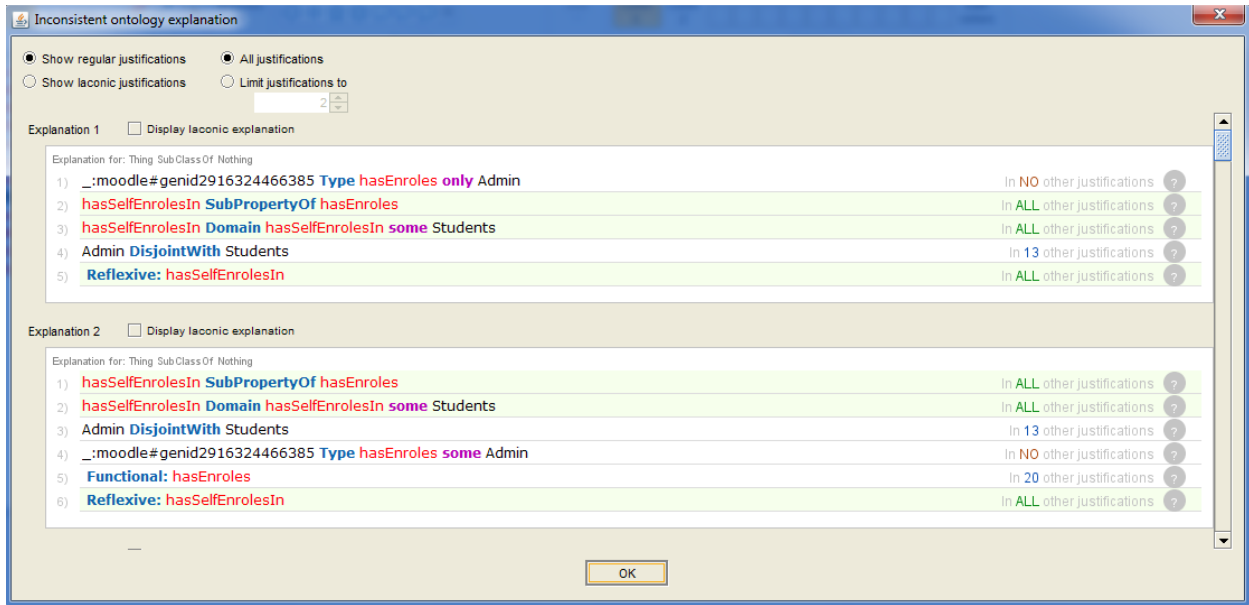 Inconsistent ontology explanation
Show regular justifications All justifications
Show laconic justifications Limit justifications to
2
Explanation 1 Display laconic explanation
Explanation for: Thing SubClassOf Nothing
1) _:moodle#genid2916324466385 Type hasEnroles only Admin In NO other justifications ?
2) hasSelfEnrolesIn SubPropertyOf hasEnroles In ALL other justifications ?
3) hasSelfEnrolesIn Domain hasSelfEnrolesIn some Students In ALL other justifications ?
4) Admin DisjointWith Students In 13 other justifications ?
5) Reflexive: hasSelfEnrolesIn In ALL other justifications ?
Explanation 2 Display laconic explanation
Explanation for: Thing SubClassOf Nothing
1) hasSelfEnrolesIn SubPropertyOf hasEnroles In ALL other justifications ?
2) hasSelfEnrolesIn Domain hasSelfEnrolesIn some Students In ALL other justifications ?
3) Admin DisjointWith Students In 13 other justifications ?
4) _:moodle#genid2916324466385 Type hasEnroles some Admin In NO other justifications ?
5) Functional: hasEnroles In 20 other justifications ?
6) Reflexive: hasSelfEnrolesIn In ALL other justifications ?
OK